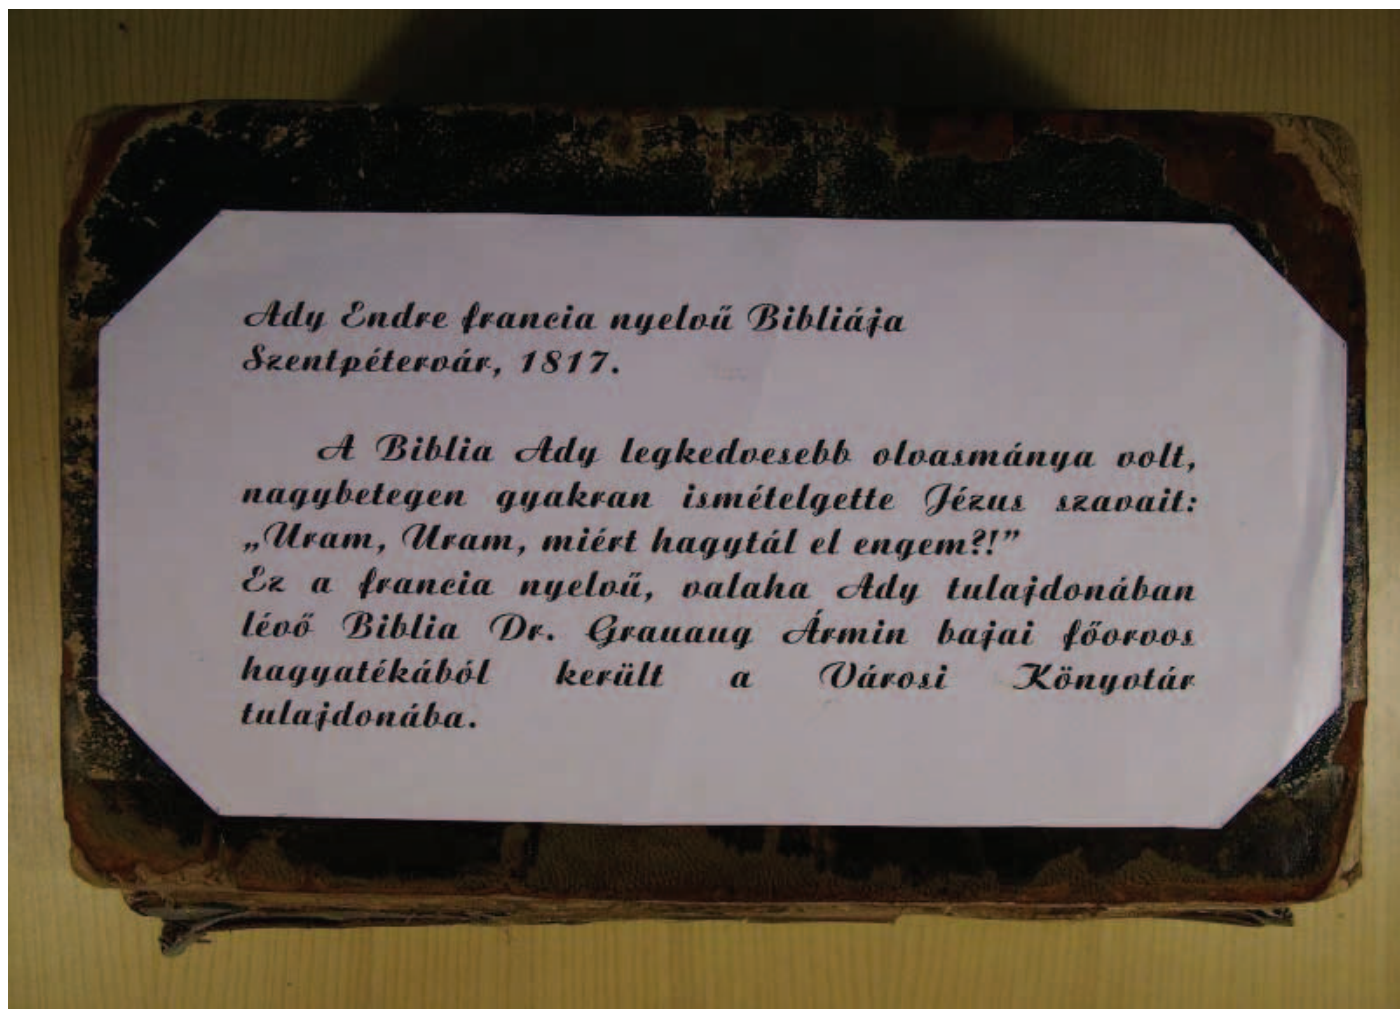 Ady Endre francia nyelvű Bibliája
Szentpétervár, 1817.
A Biblia Ady legkedvesebb olvasmánya volt,
nagybetegen gyakran ismételgette Jézus szavait:
„Uram, Uram, miért hagytál el engem?!”
Ez a francia nyelvű, valaha Ady tulajdonában
lévő Biblia Dr. Grauaug Ármin bajai főorvos
hagyatékából került a Városi Könyvtár
tulajdonába.